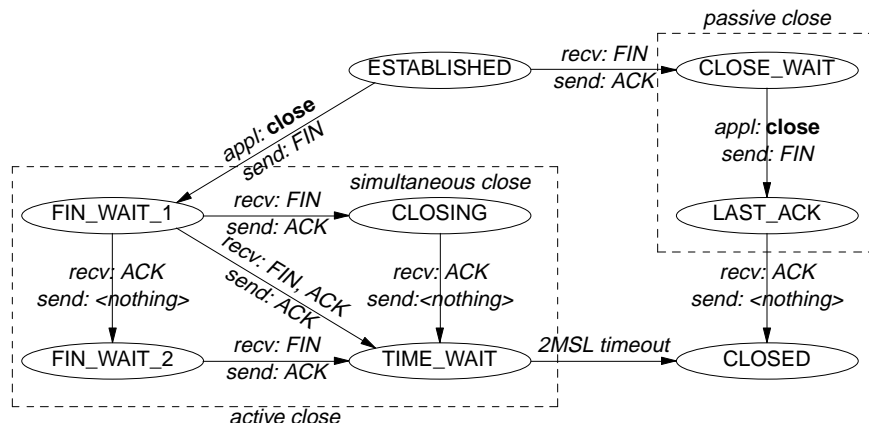 passive close
ESTABLISHED
recv: FIN
send: ACK
CLOSE_WAIT
appl: close
send: FIN
appl: close
send: FIN
simultaneous close
FIN_WAIT_1
recv: FIN
send: ACK
CLOSING
LAST_ACK
recv: ACK
send: <nothing>
recv: FIN, ACK
send: ACK
recv: ACK
send:<nothing>
recv: ACK
send: <nothing>
FIN_WAIT_2
recv: FIN
send: ACK
TIME_WAIT
2MSL timeout
CLOSED
active close